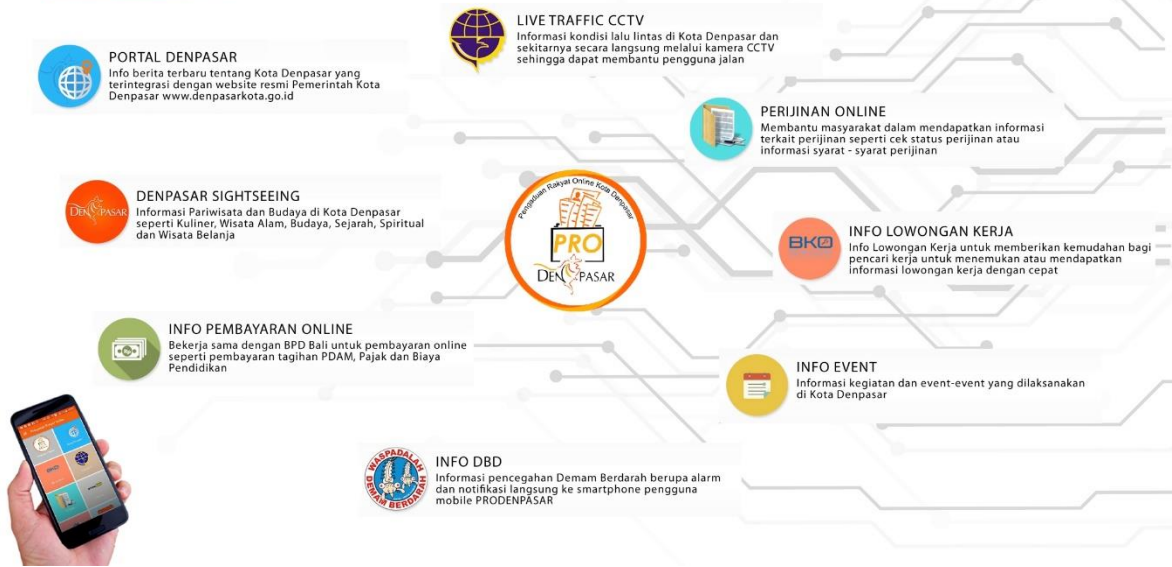 LIVE TRAFFIC CCTV
Informasi kondisi lalu lintas di Kota Denpasar dan
sekitarnya secara langsung melalui kamera CCTV
sehingga dapat membantu pengguna jalan
PORTAL DENPASAR
Info berita terbaru tentang Kota Denpasar yang
terintegrasi dengan website resmi Pemerintah Kota
Denpasar www.denpasarkota.go.id
PERIJINAN ONLINE
Membantu masyarakat dalam mendapatkan informasi
terkait perijinan seperti cek status perijinan atau
informasi syarat - syarat perijinan
DENPASAR
DENPASAR SIGHTSEEING
Informasi Pariwisata dan Budaya di Kota Denpasar
seperti Kuliner, Wisata Alam, Budaya, Sejarah, Spiritual
dan Wisata Belanja
Pengaduan Rakyat Online Kota Denpasar
PRO
DENPASAR
BKD
INFO LOWONGAN KERJA
Info Lowongan Kerja untuk memberikan kemudahan bagi
pencari kerja untuk menemukan atau mendapatkan
informasi lowongan kerja dengan cepat
INFO PEMBAYARAN ONLINE
Bekerja sama dengan BPD Bali untuk pembayaran online
seperti pembayaran tagihan PDAM, Pajak dan Biaya
Pendidikan
INFO EVENT
Informasi kegiatan dan event-event yang dilaksanakan
di Kota Denpasar
WASPADALAH
DEMAM BERDARAH
INFO DBD
Informasi pencegahan Demam Berdarah berupa alarm
dan notifikasi langsung ke smartphone pengguna
mobile PRODENPASAR